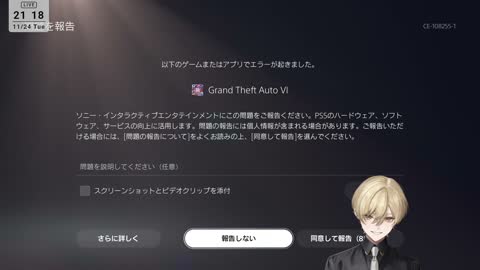 LIVE
21 18
11/24 Tue
を報告
CE-108255-1
以下のゲームまたはアプリでエラーが起きました。
Grand Theft Auto VI
ソニー・インタラクティブエンタテインメントにこの問題をご報告ください。PS5のハードウェア、ソフト
ウェア、サービスの向上に活用します。問題の報告には個人情報が含まれる場合があります。ご報告いただ
ける場合には、[問題の報告について]をよくお読みの上、[同意して報告]を選んでください。
問題を説明してください（任意）
スクリーンショットとビデオクリップを添付
さらに詳しく
報告しない
同意して報告（8